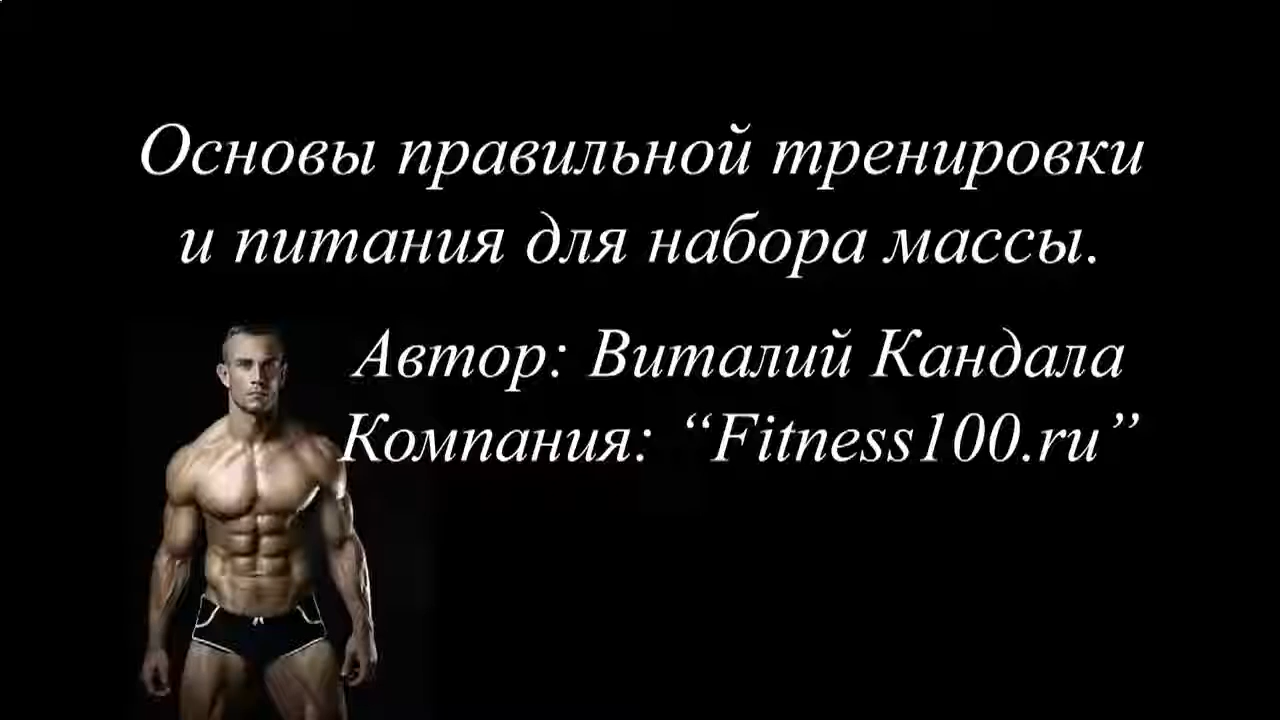 Основы правильной тренировки
и питания для набора массы.
Автор: Виталий Кандала
Компания: “Fitness100.ru”